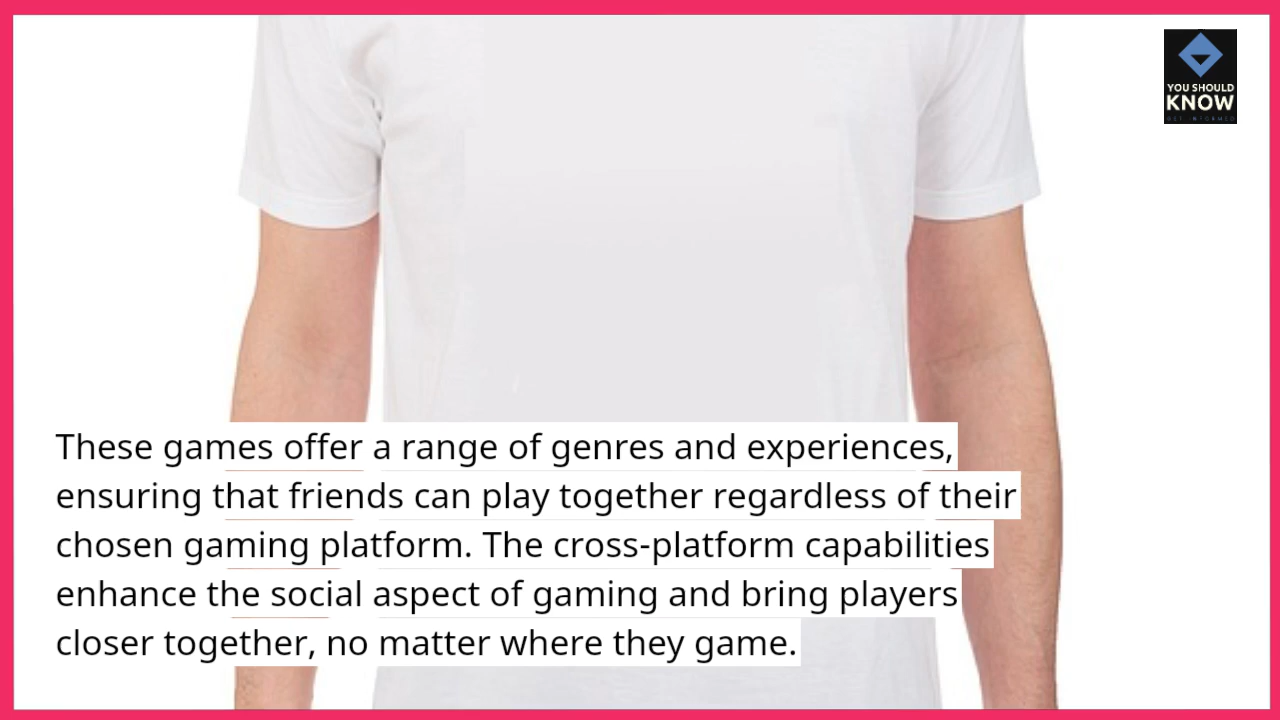 YOU SHOULD
KNOW
GET INFORMED
These games offer a range of genres and experiences,
ensuring that friends can play together regardless of their
chosen gaming platform. The cross-platform capabilities
enhance the social aspect of gaming and bring players
closer together, no matter where they game.